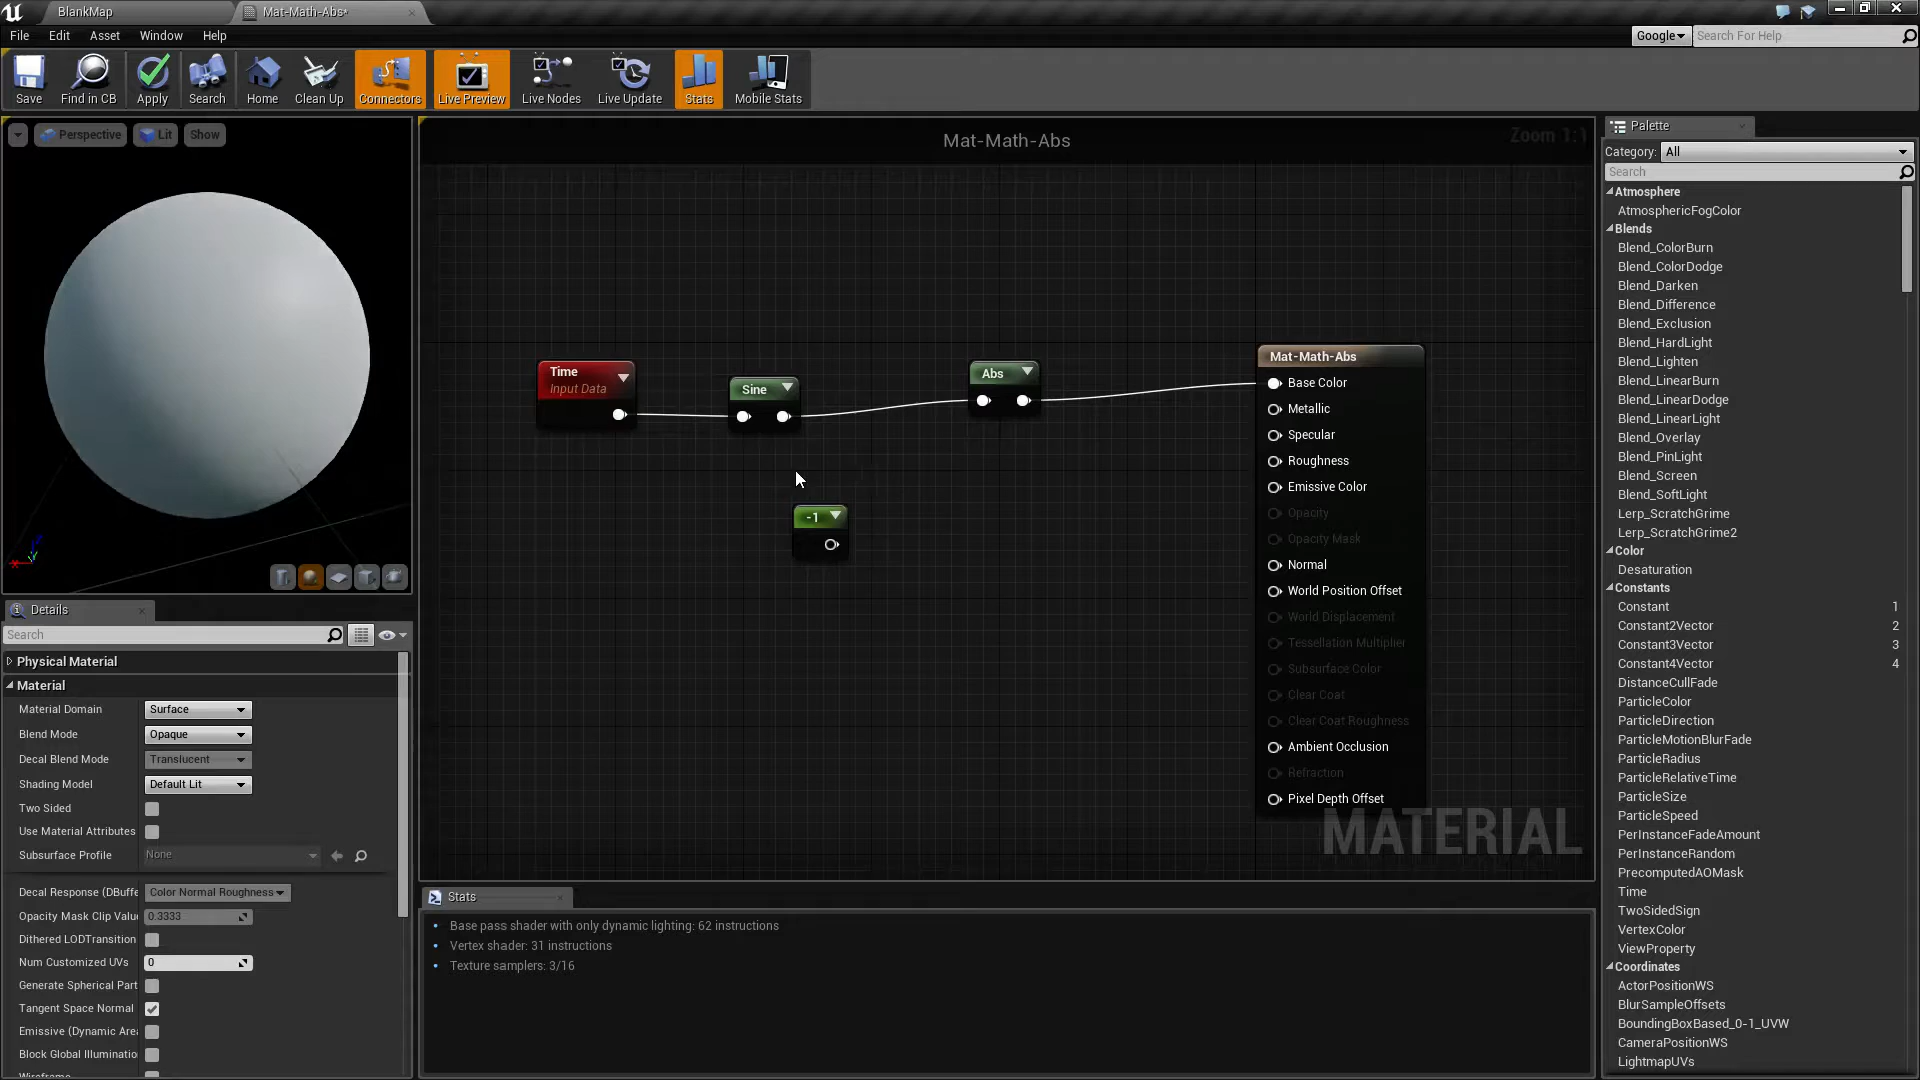 BlankMap
Mat-Math-Abs*
File Edit Asset Window Help
Google
Search For Help
Save
Find in CB
Apply
Search
Home
Clean Up
Connectors
Live Preview
Live Nodes
Live Update
Stats
Mobile Stats
Perspective
Lit
Show
Mat-Math-Abs
Zoom 1:1
Time
Input Data
Sine
Abs
-1
Mat-Math-Abs
Base Color
Metallic
Specular
Roughness
Emissive Color
Opacity
Opacity Mask
Normal
World Position Offset
World Displacement
Tessellation Multiplier
Subsurface Color
Clear Coat
Clear Coat Roughness
Ambient Occlusion
Refraction
Pixel Depth Offset
MATERIAL
Details
Search
Physical Material
Material
Material Domain Surface
Blend Mode Opaque
Decal Blend Mode Translucent
Shading Model Default Lit
Two Sided
Use Material Attributes
Subsurface Profile None
Decal Response (DBuffe Color Normal Roughness
Opacity Mask Clip Valu 0.3333
Dithered LODTransition
Num Customized UVs 0
Generate Spherical Part
Tangent Space Normal
Emissive (Dynamic Area
Block Global Illuminatio
Wireframe
Stats
Base pass shader with only dynamic lighting: 62 instructions
Vertex shader: 31 instructions
Texture samplers: 3/16
Palette
Category: All
Search
Atmosphere
AtmosphericFogColor
Blends
Blend_ColorBurn
Blend_ColorDodge
Blend_Darken
Blend_Difference
Blend_Exclusion
Blend_HardLight
Blend_Lighten
Blend_LinearBurn
Blend_LinearDodge
Blend_LinearLight
Blend_Overlay
Blend_PinLight
Blend_Screen
Blend_SoftLight
Lerp_ScratchGrime
Lerp_ScratchGrime2
Color
Desaturation
Constants
Constant 1
Constant2Vector 2
Constant3Vector 3
Constant4Vector 4
DistanceCullFade
ParticleColor
ParticleDirection
ParticleMotionBlurFade
ParticleRadius
ParticleRelativeTime
ParticleSize
ParticleSpeed
PerInstanceFadeAmount
PerInstanceRandom
PrecomputedAOMask
Time
TwoSidedSign
VertexColor
ViewProperty
Coordinates
ActorPositionWS
BlurSampleOffsets
BoundingBoxBased_0-1_UVW
CameraPositionWS
LightmapUVs